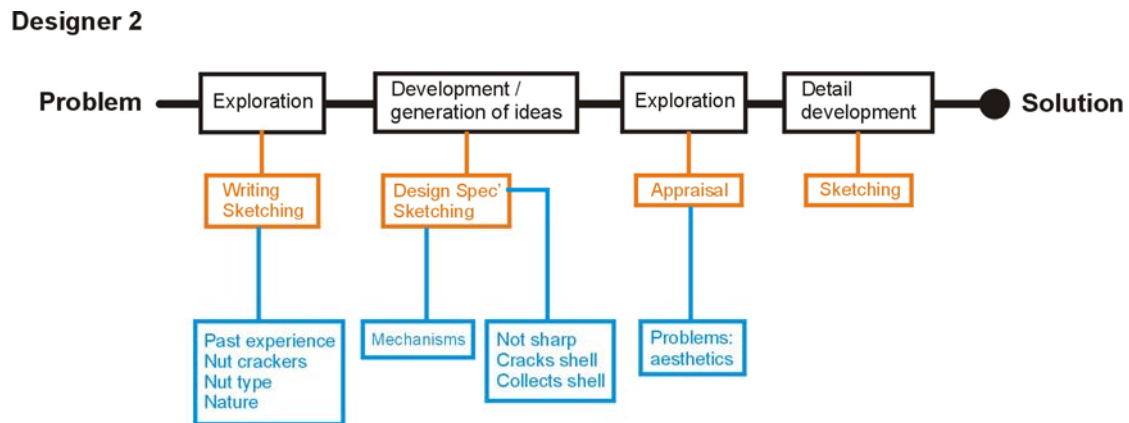 Designer 2
Problem
Exploration
Development /
generation of ideas
Exploration
Detail
development
Solution
Writing
Sketching
Design Spec'
Sketching
Appraisal
Sketching
Past experience
Nut crackers
Nut type
Nature
Mechanisms
Not sharp
Cracks shell
Collects shell
Problems:
aesthetics